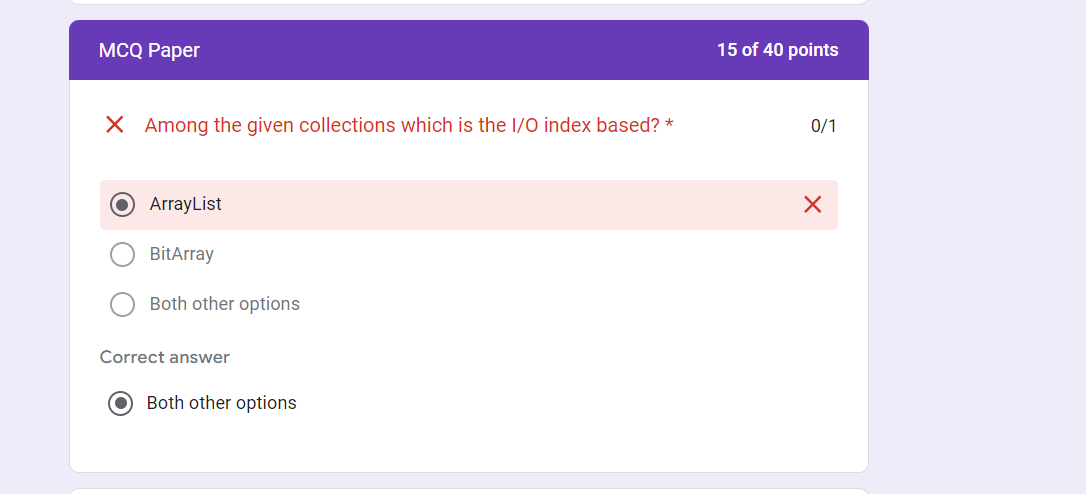 MCQ Paper
15 of 40 points
Among the given collections which is the I/O index based? *
0/1
ArrayList
BitArray
Both other options
Correct answer
Both other options